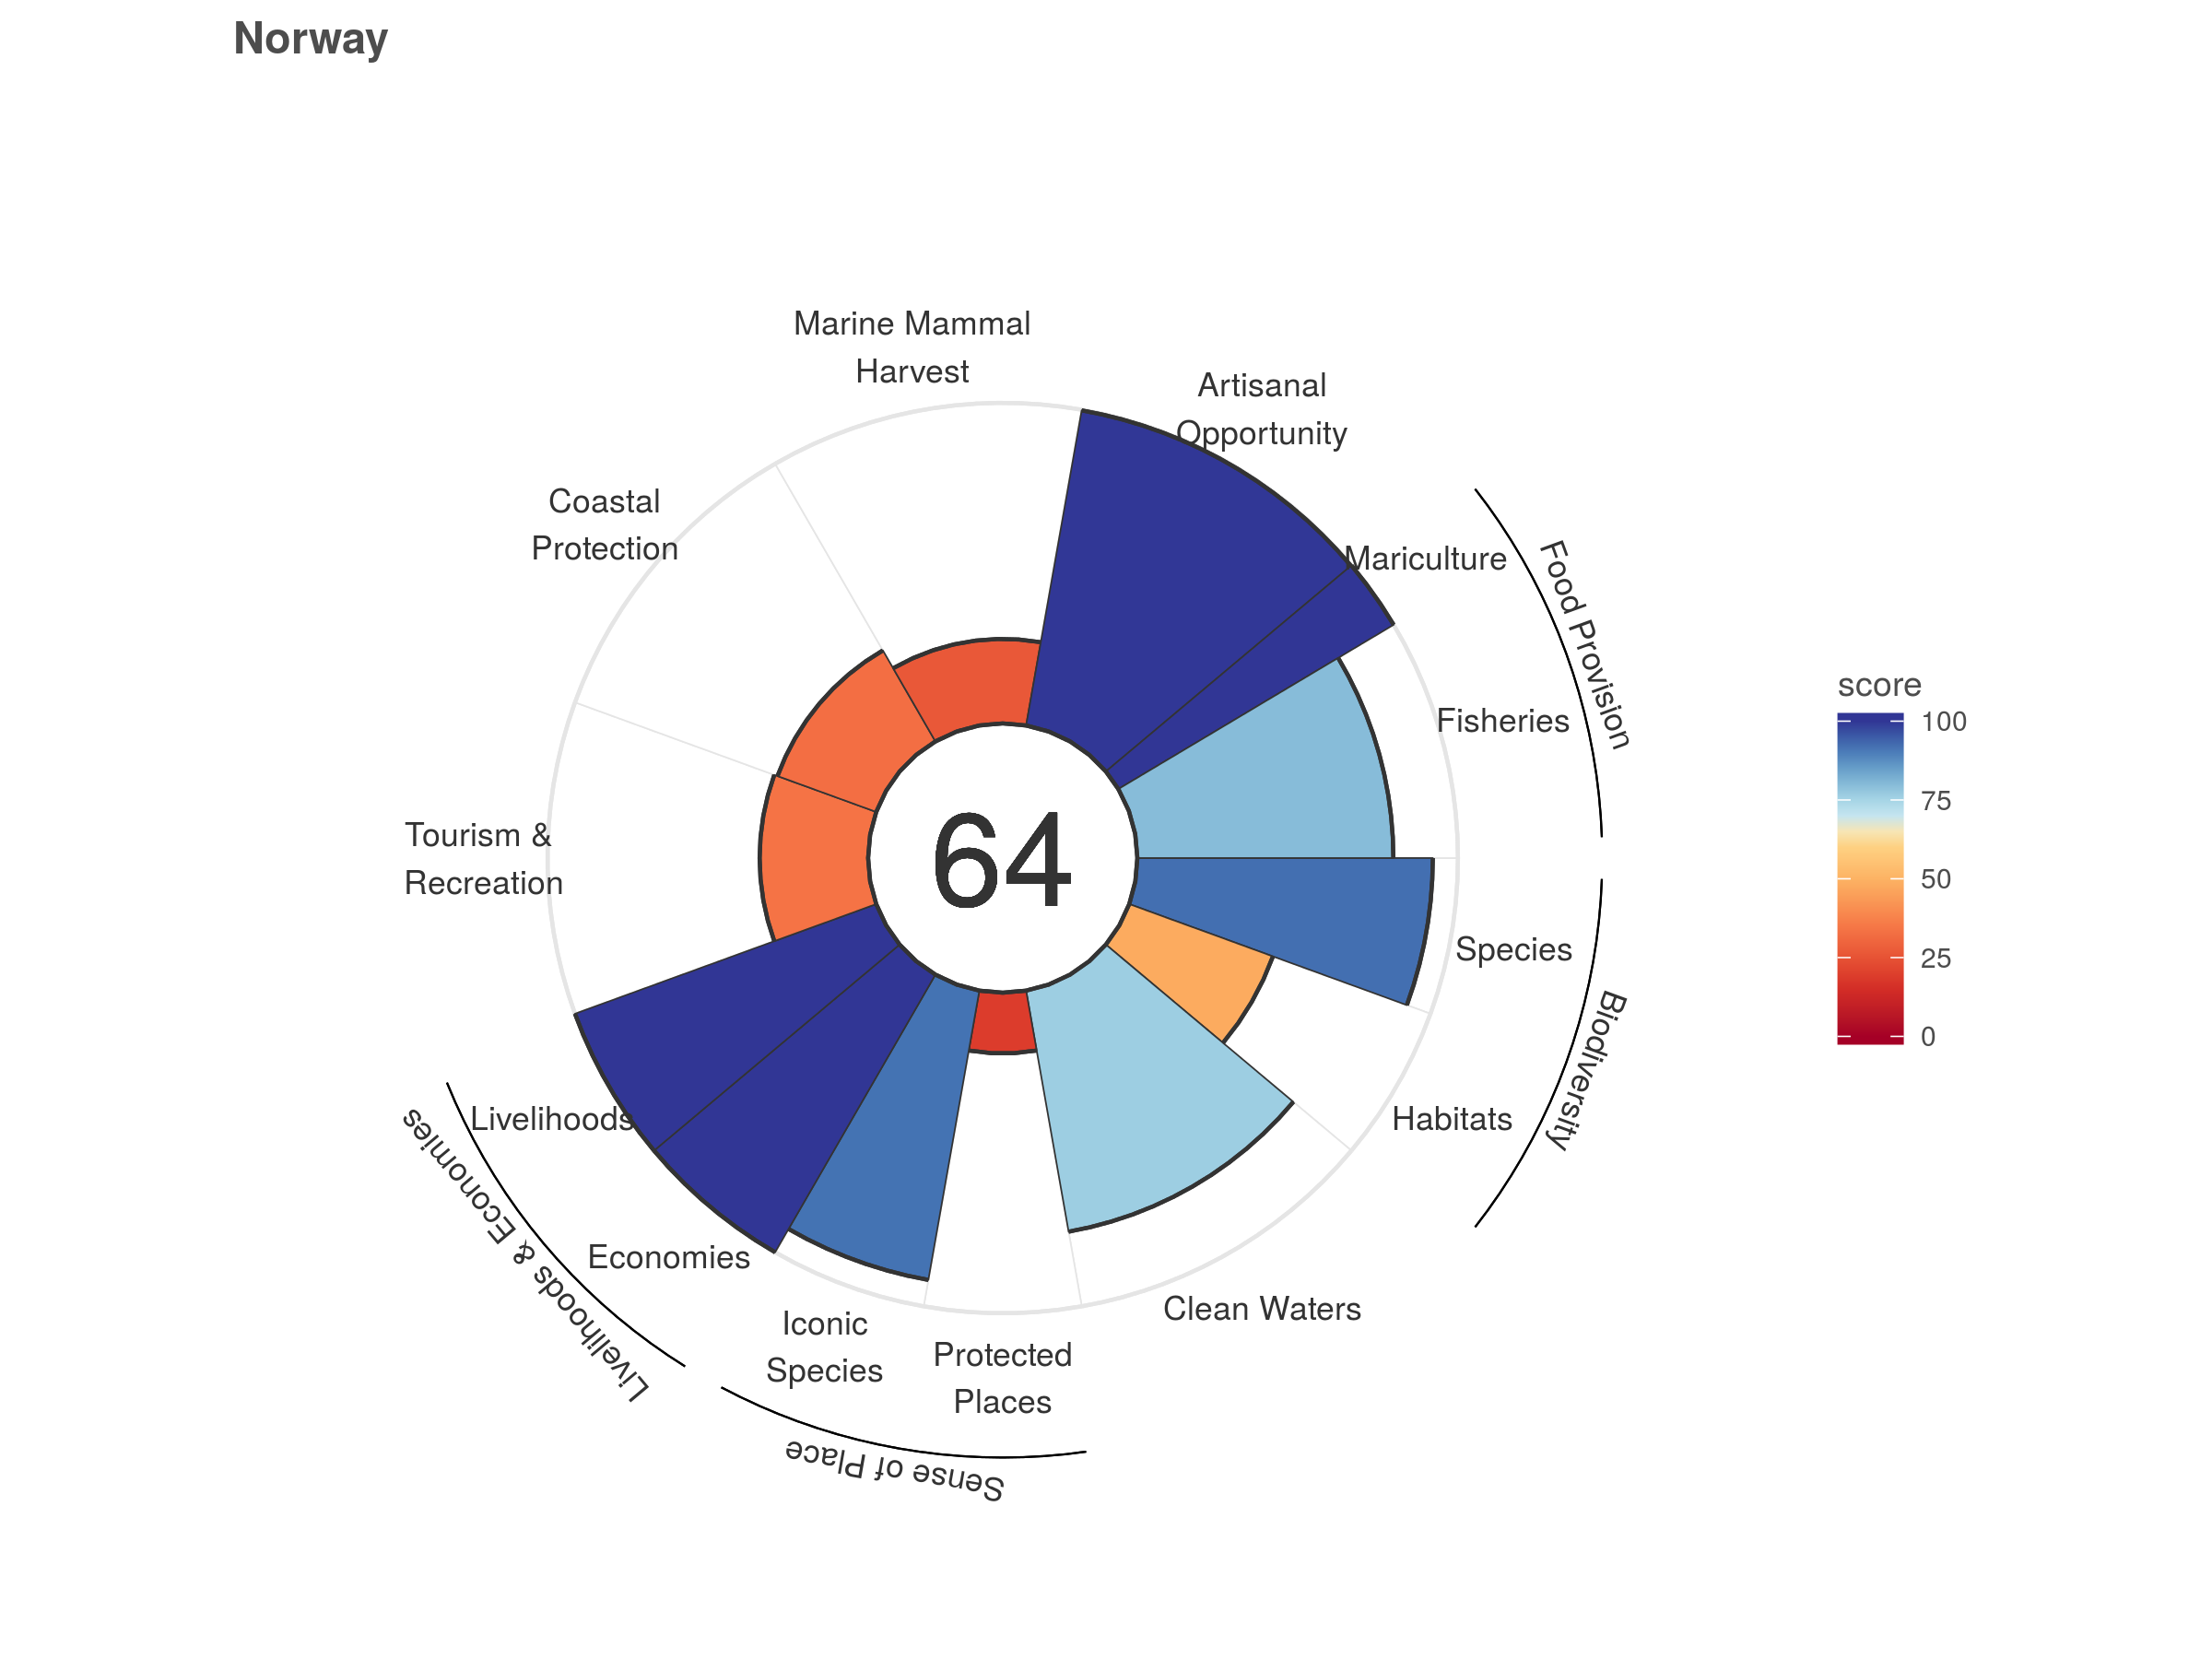 Norway
Marine Mammal
Harvest
Artisanal
Opportunity
Coastal
Protection
Mariculture
Food Provision
Fisheries
Tourism &
Recreation
64
Species
Biodiversity
Habitats
Livelihoods
Livelihoods & Economies
Economies
Clean Waters
Iconic
Species
Protected
Places
Sense of Place
score
100
75
50
25
0